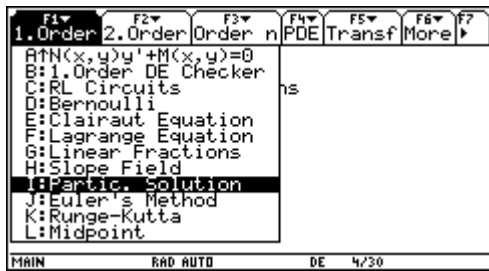 F1▾ F2▾ F3▾ F4▾ F5▾ F6▾ F7
1.Order 2.Order Order n PDE Transf More ▸
A↑N(x,y)y'+M(x,y)=0
B:1.Order DE Checker
C:RL Circuits ns
D:Bernoulli
E:Clairaut Equation
F:Lagrange Equation
G:Linear Fractions
H:Slope Field
I:Partic. Solution
J:Euler's Method
K:Runge-Kutta
L:Midpoint
MAIN RAD AUTO DE 4/30